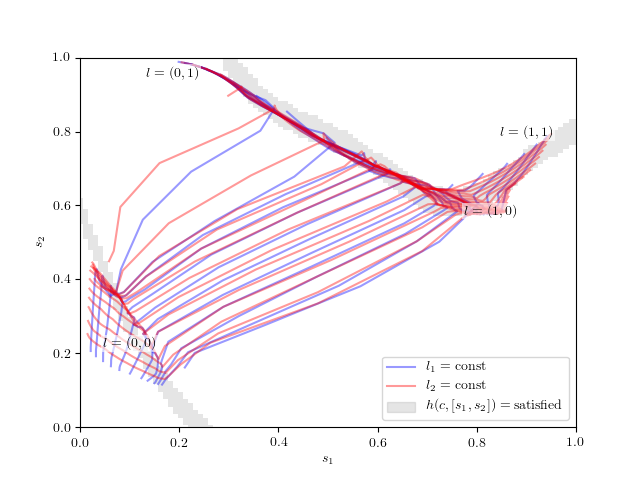 1.0
0.8
0.6
0.4
0.2
0.0
s₂
l = (0, 1)
l = (1, 1)
l = (1, 0)
l = (0, 0)
l₁ = const
l₂ = const
h(c, [s₁, s₂]) = satisfied
0.0 0.2 0.4 0.6 0.8 1.0
s₁